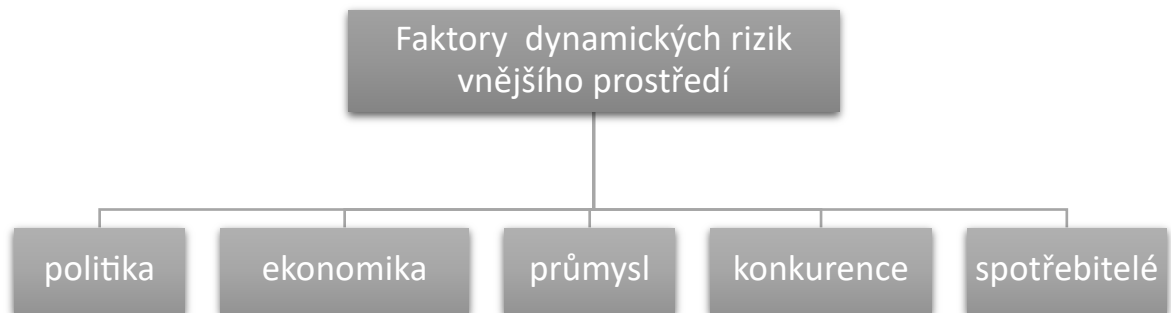 Faktory  dynamických rizik
vnějšího prostředí
politika
ekonomika
průmysl
konkurence
spotřebitelé